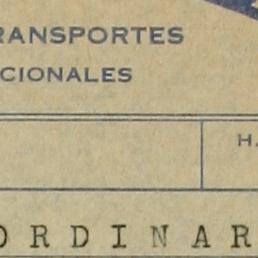 RANSPORTES
CIONALES
H.
ORDINAR